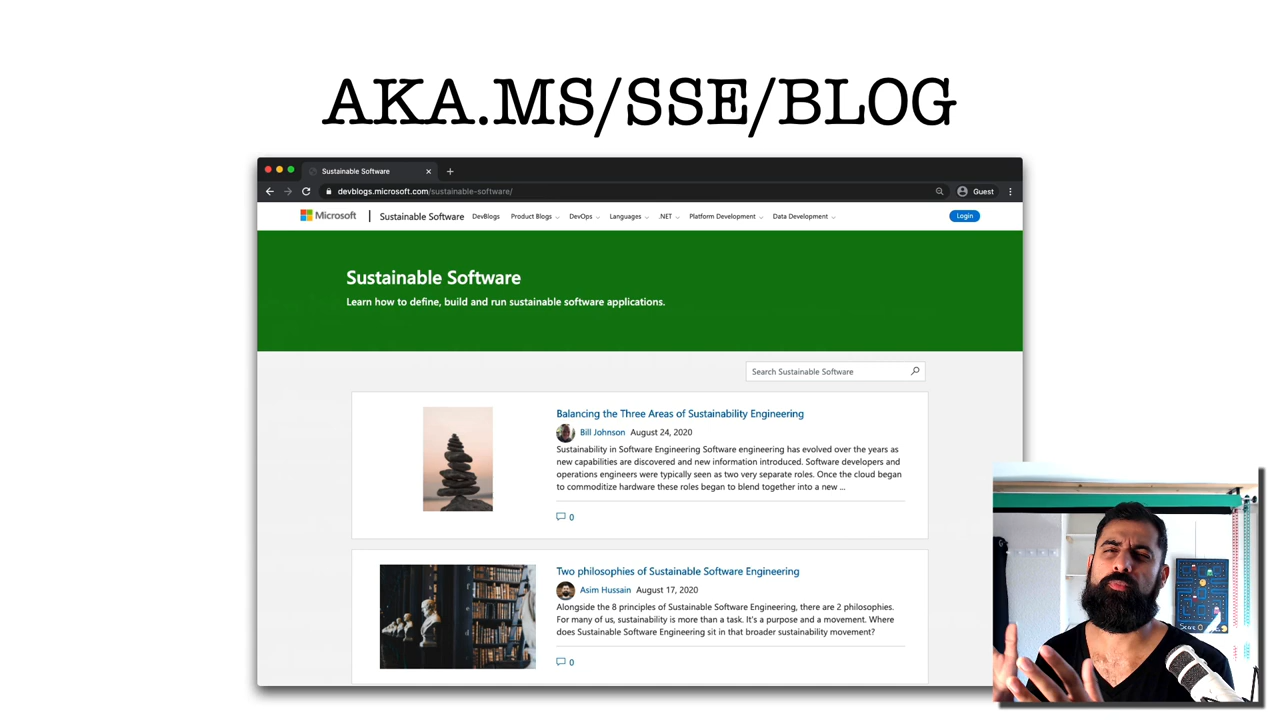 AKA.MS/SSE/BLOG
Sustainable Software
devblogs.microsoft.com/sustainable-software/
Guest
Microsoft | Sustainable Software DevBlogs Product Blogs DevOps Languages .NET Platform Development Data Development
Login
Sustainable Software
Learn how to define, build and run sustainable software applications.
Search Sustainable Software
Balancing the Three Areas of Sustainability Engineering
Bill Johnson August 24, 2020
Sustainability in Software Engineering Software engineering has evolved over the years as
new capabilities are discovered and new information introduced. Software developers and
operations engineers were typically seen as two very separate roles. Once the cloud began
to commoditize hardware these roles began to blend together into a new ...
0
Two philosophies of Sustainable Software Engineering
Asim Hussain August 17, 2020
Alongside the 8 principles of Sustainable Software Engineering, there are 2 philosophies.
For many of us, sustainability is more than a task. It's a purpose and a movement. Where
does Sustainable Software Engineering sit in that broader sustainability movement?
0